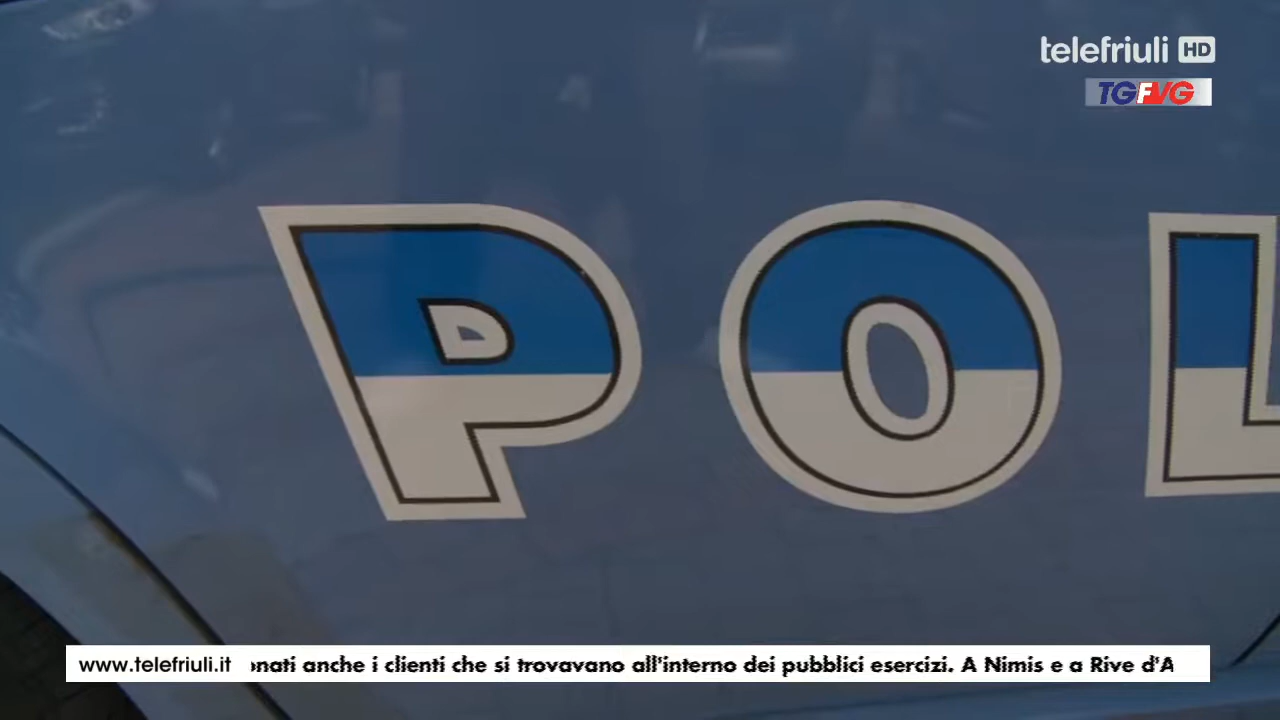 telefriuli HD
TGFVG
POL
www.telefriuli.it anche i clienti che si trovavano all'interno dei pubblici esercizi. A Nimis e a Rive